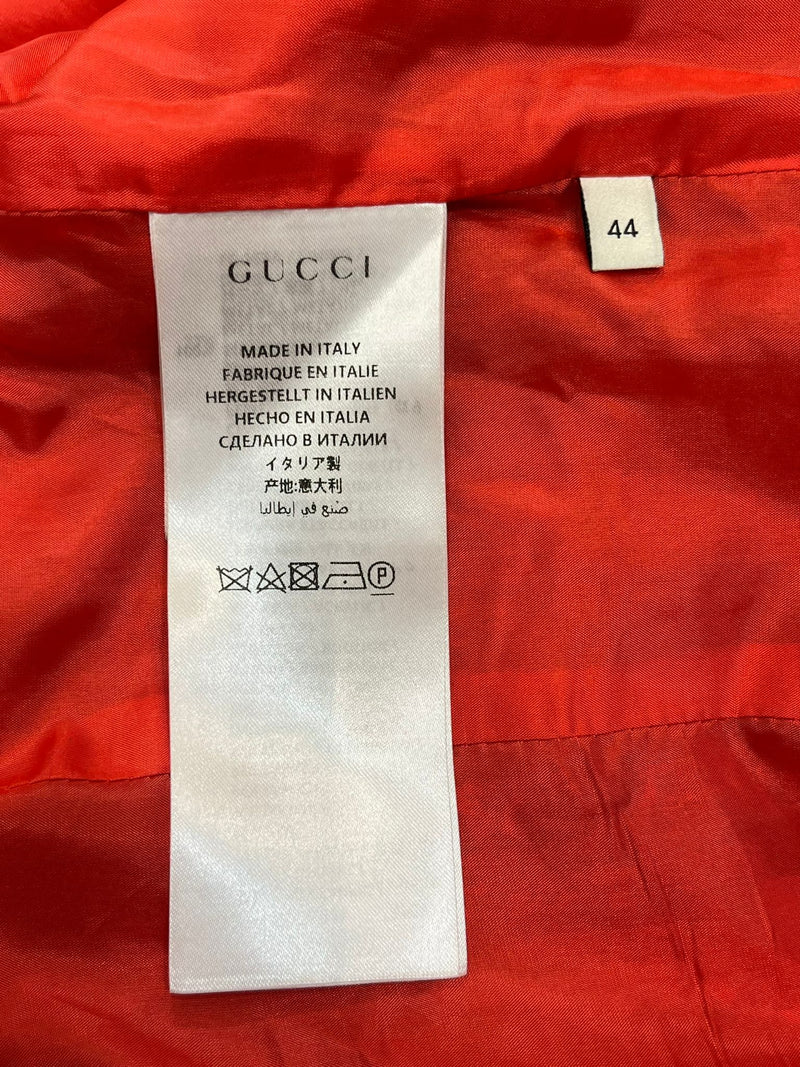 GUCCI
44
MADE IN ITALY
FABRIQUE EN ITALIE
HERGESTELLT IN ITALIEN
HECHO EN ITALIA
СДЕЛАНО В ИТАЛИИ
イタリア製
产地:意大利
صنع في إيطاليا
P